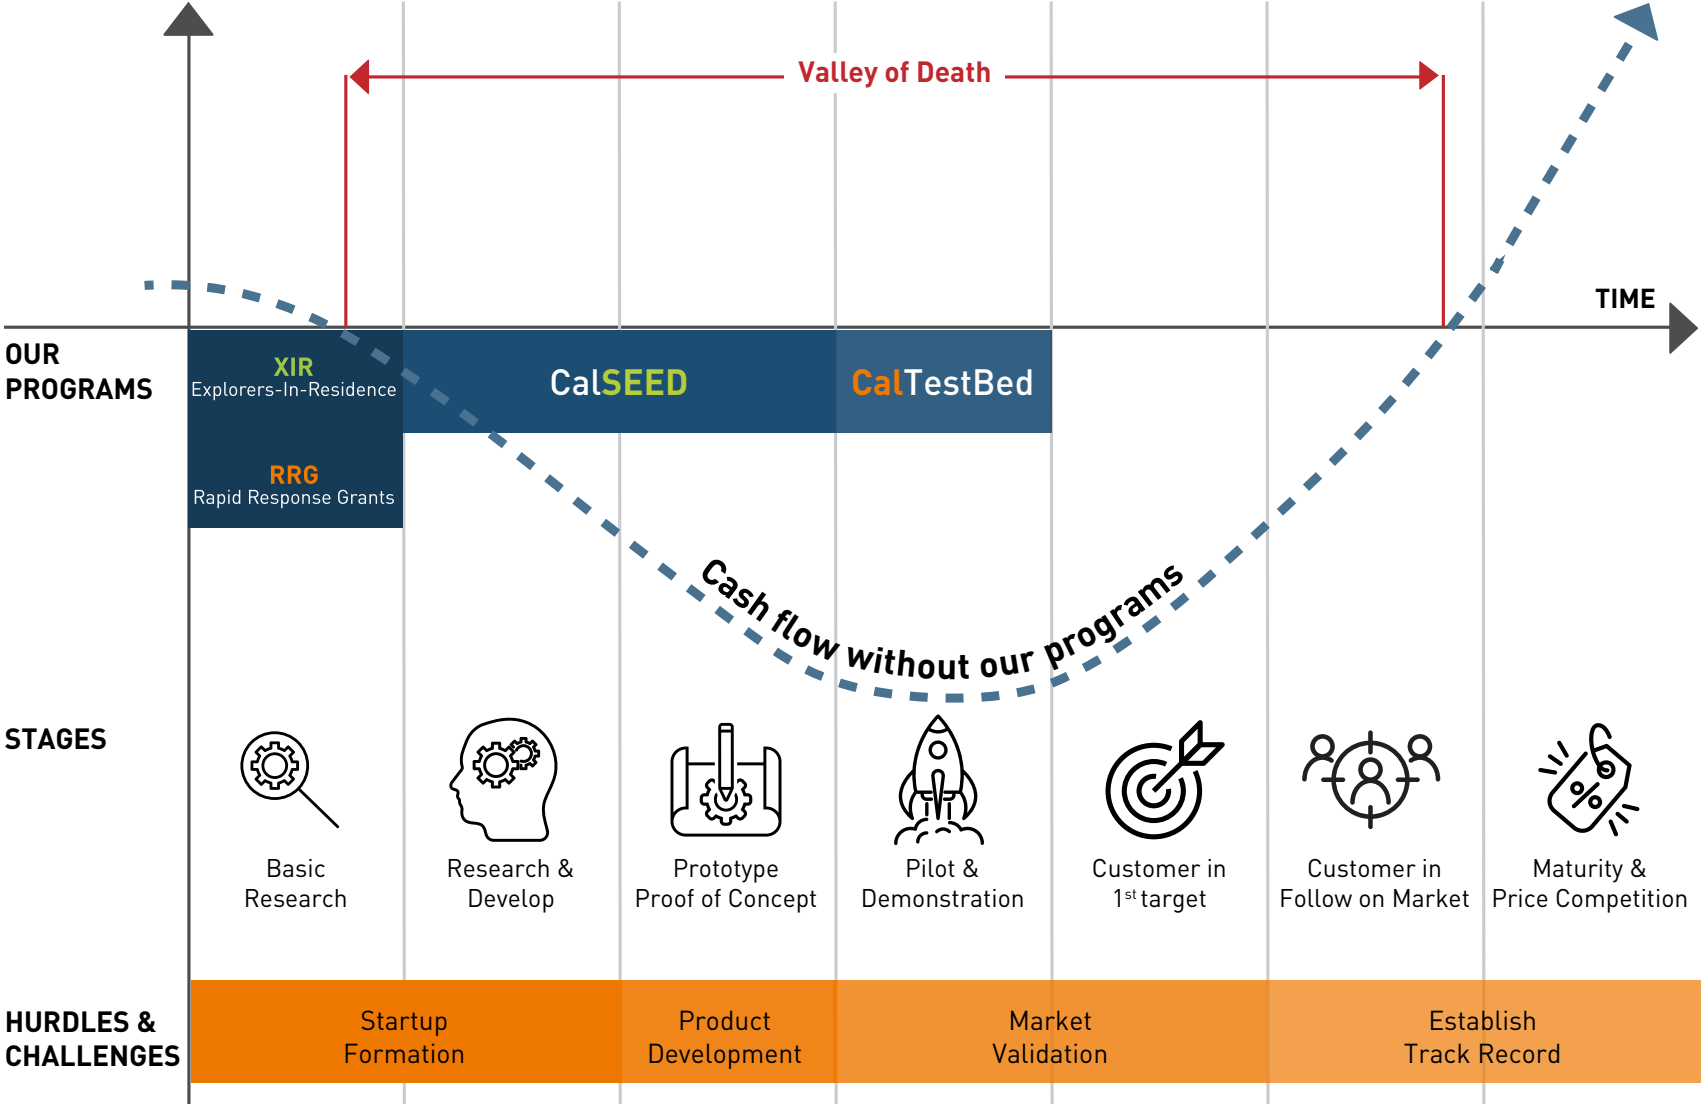 Valley of Death
TIME
OUR
PROGRAMS
XIR
Explorers-In-Residence
CalSEED
CalTestBed
RRG
Rapid Response Grants
Cash flow without our programs
STAGES
Basic
Research
Research &
Develop
Prototype
Proof of Concept
Pilot &
Demonstration
Customer in
1st target
Customer in
Follow on Market
Maturity &
Price Competition
HURDLES &
CHALLENGES
Startup
Formation
Product
Development
Market
Validation
Establish
Track Record